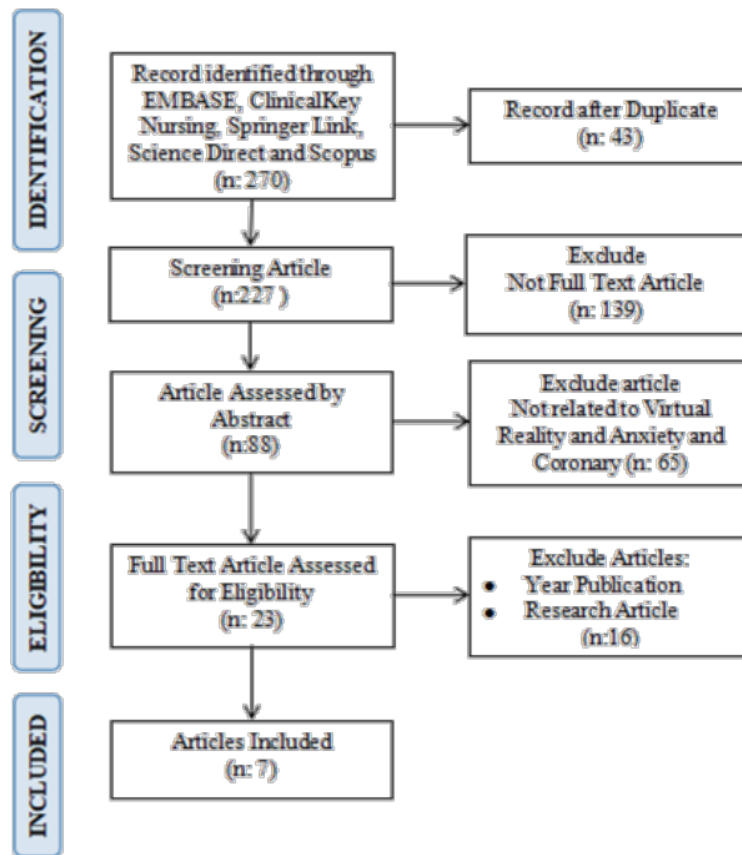 IDENTIFICATION
Record identified through
EMBASE, ClinicalKey
Nursing, Springer Link,
Science Direct and Scopus
(n: 270)
Record after Duplicate
(n: 43)
SCREENING
Screening Article
(n:227 )
Exclude
Not Full Text Article
(n: 139)
Article Assessed by
Abstract
(n:88)
Exclude article
Not related to Virtual
Reality and Anxiety and
Coronary (n: 65)
ELIGIBILITY
Full Text Article Assessed
for Eligibility
(n: 23)
Exclude Articles:
● Year Publication
● Research Article
(n:16)
INCLUDED
Articles Included
(n: 7)